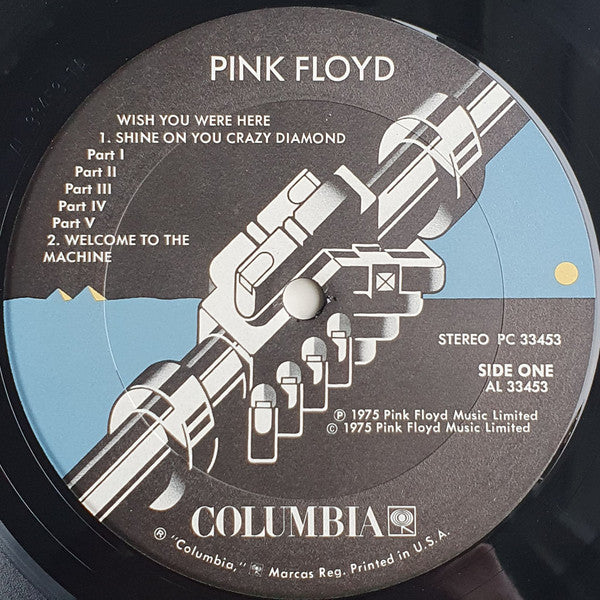 PINK FLOYD
WISH YOU WERE HERE
1. SHINE ON YOU CRAZY DIAMOND
Part I
Part II
Part III
Part IV
Part V
2. WELCOME TO THE
MACHINE
STEREO PC 33453
SIDE ONE
AL 33453
Ⓟ 1975 Pink Floyd Music Limited
© 1975 Pink Floyd Music Limited
COLUMBIA
® "Columbia," Marcas Reg. Printed in U.S.A.